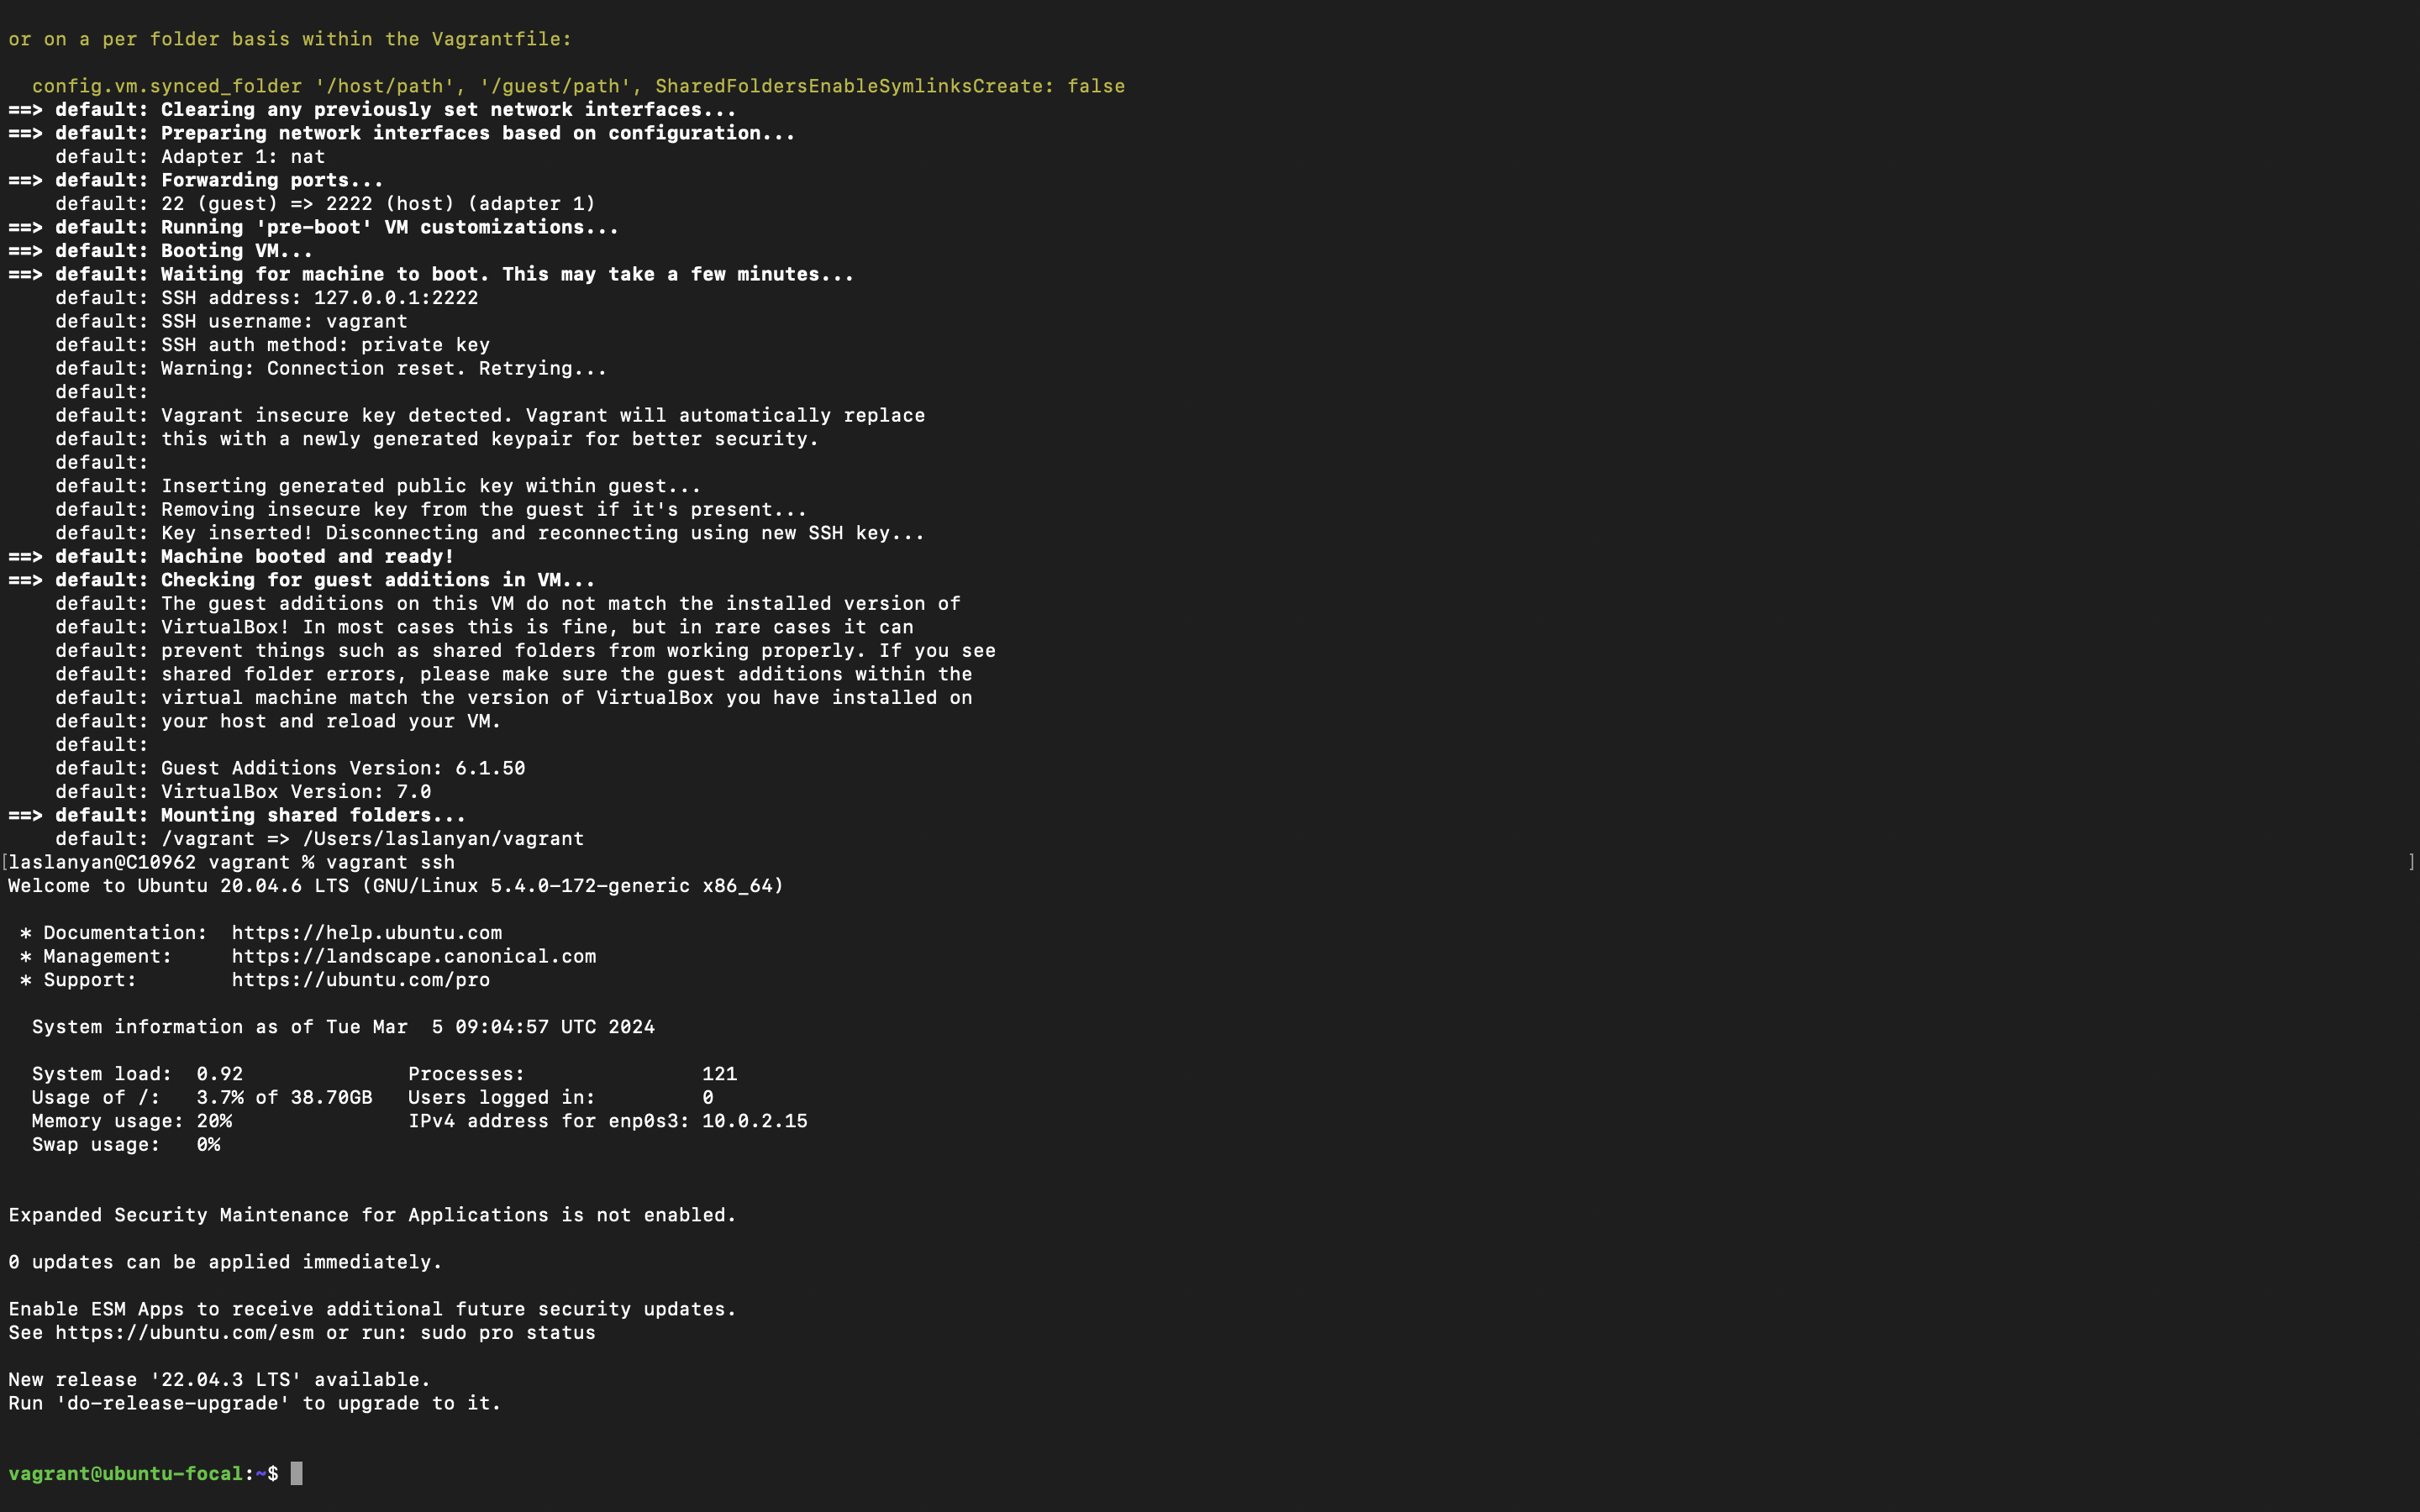 or on a per folder basis within the Vagrantfile:
  config.vm.synced_folder '/host/path', '/guest/path', SharedFoldersEnableSymlinksCreate: false
==> default: Clearing any previously set network interfaces...
==> default: Preparing network interfaces based on configuration...
    default: Adapter 1: nat
==> default: Forwarding ports...
    default: 22 (guest) => 2222 (host) (adapter 1)
==> default: Running 'pre-boot' VM customizations...
==> default: Booting VM...
==> default: Waiting for machine to boot. This may take a few minutes...
    default: SSH address: 127.0.0.1:2222
    default: SSH username: vagrant
    default: SSH auth method: private key
    default: Warning: Connection reset. Retrying...
    default:
    default: Vagrant insecure key detected. Vagrant will automatically replace
    default: this with a newly generated keypair for better security.
    default:
    default: Inserting generated public key within guest...
    default: Removing insecure key from the guest if it's present...
    default: Key inserted! Disconnecting and reconnecting using new SSH key...
==> default: Machine booted and ready!
==> default: Checking for guest additions in VM...
    default: The guest additions on this VM do not match the installed version of
    default: VirtualBox! In most cases this is fine, but in rare cases it can
    default: prevent things such as shared folders from working properly. If you see
    default: shared folder errors, please make sure the guest additions within the
    default: virtual machine match the version of VirtualBox you have installed on
    default: your host and reload your VM.
    default:
    default: Guest Additions Version: 6.1.50
    default: VirtualBox Version: 7.0
==> default: Mounting shared folders...
    default: /vagrant => /Users/laslanyan/vagrant
[laslanyan@C10962 vagrant % vagrant ssh ]
Welcome to Ubuntu 20.04.6 LTS (GNU/Linux 5.4.0-172-generic x86_64)
 * Documentation:  https://help.ubuntu.com
 * Management:     https://landscape.canonical.com
 * Support:        https://ubuntu.com/pro
  System information as of Tue Mar  5 09:04:57 UTC 2024
  System load:  0.92              Processes:               121
  Usage of /:   3.7% of 38.70GB   Users logged in:         0
  Memory usage: 20%               IPv4 address for enp0s3: 10.0.2.15
  Swap usage:   0%
Expanded Security Maintenance for Applications is not enabled.
0 updates can be applied immediately.
Enable ESM Apps to receive additional future security updates.
See https://ubuntu.com/esm or run: sudo pro status
New release '22.04.3 LTS' available.
Run 'do-release-upgrade' to upgrade to it.
vagrant@ubuntu-focal:~$